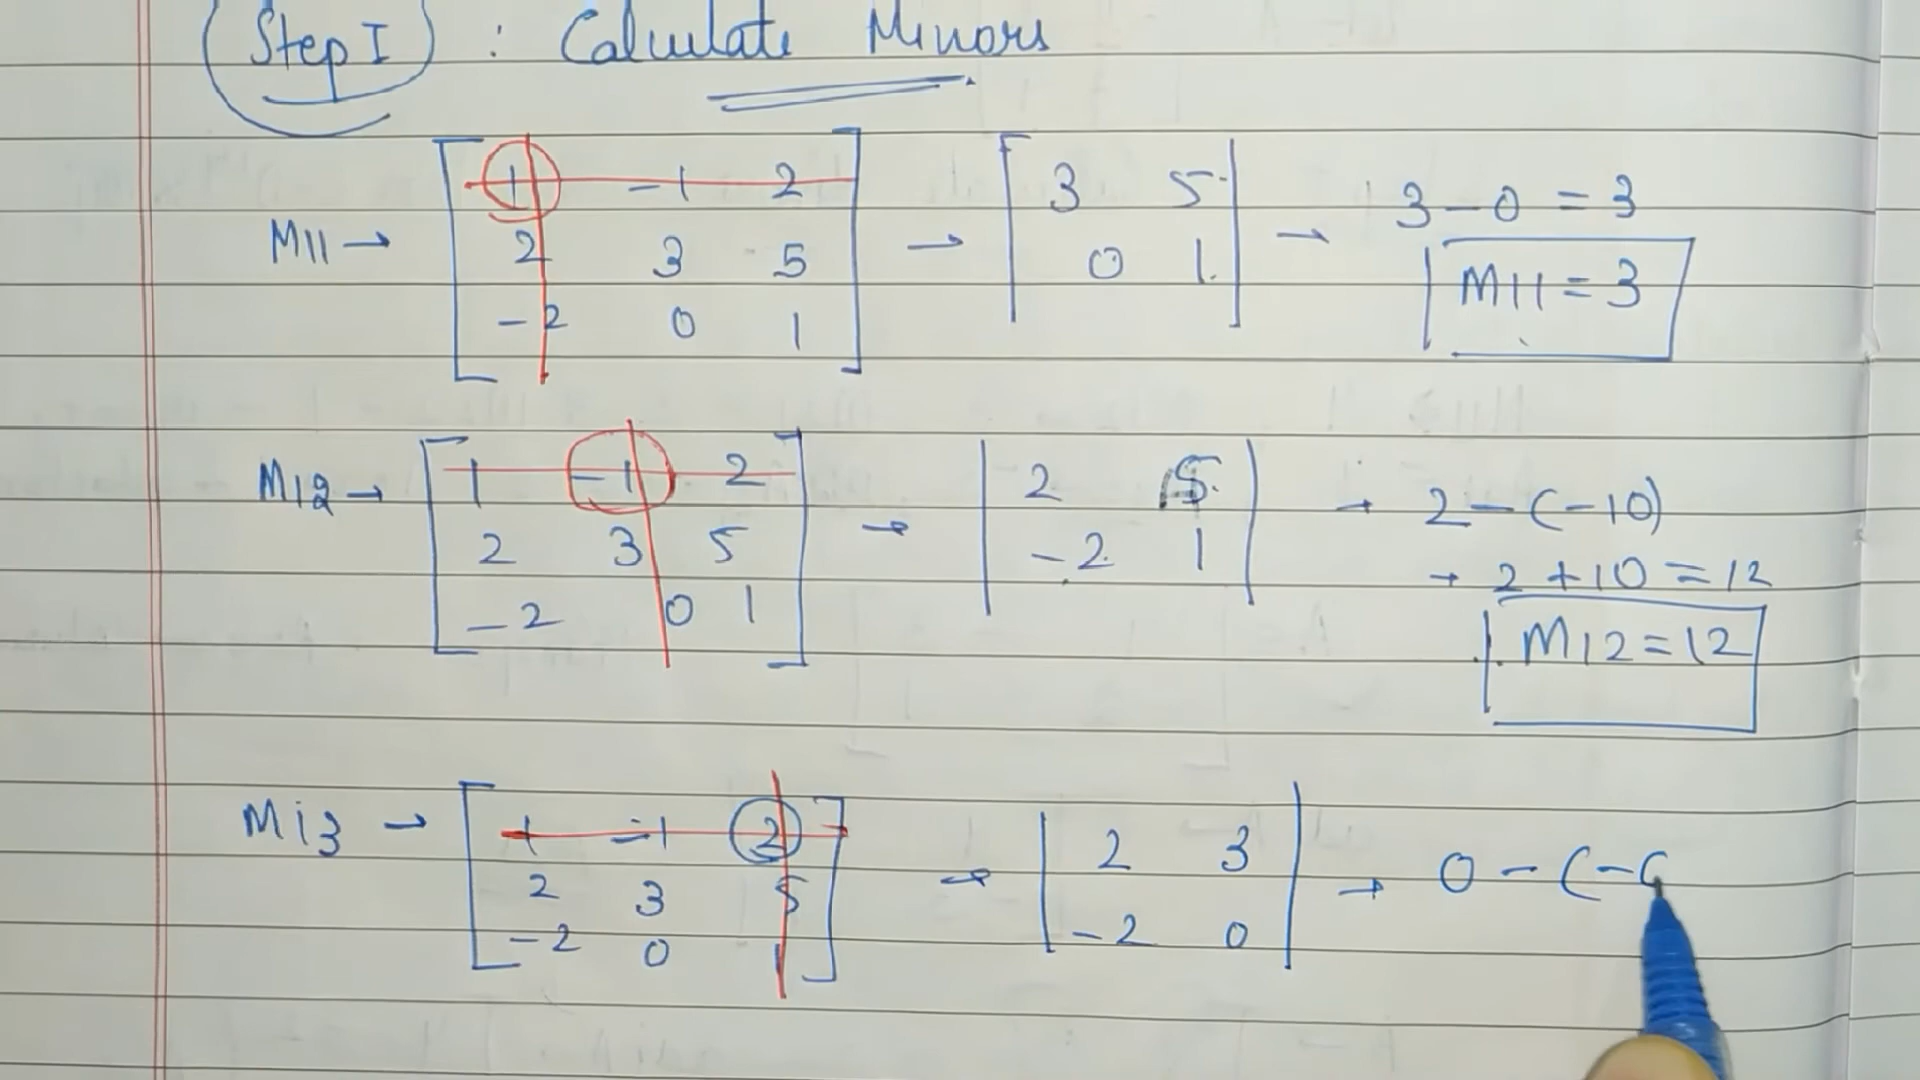 Step I : Calculate Minors
M11 → [ 1 -1 2 → | 3 5 → 3 - 0 = 3
2 3 5 0 1 | M11 = 3
-2 0 1 ]
M12 → [ 1 -1 2 → | 2 5 → 2 - (-10)
2 3 5 -2 1 | → 2 + 10 = 12
-2 0 1 ] M12 = 12
M13 → [ 1 -1 2 → | 2 3 → 0 - (-
2 3 5 -2 0 |
-2 0 1 ]